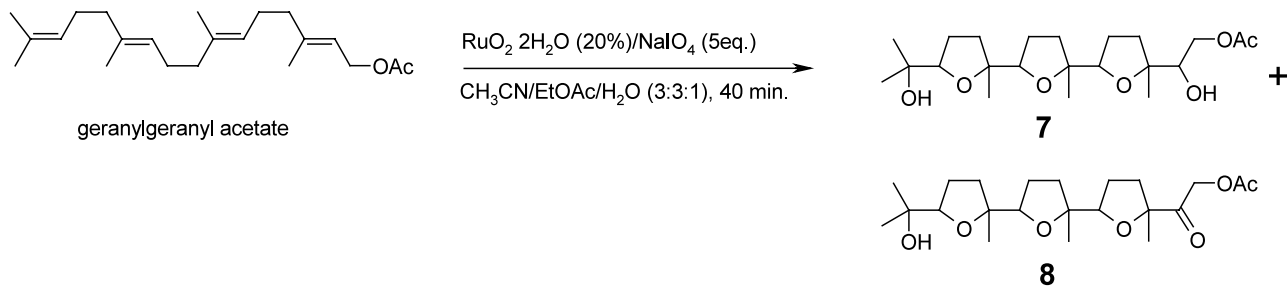 OAc
geranylgeranyl acetate
RuO₂ 2H₂O (20%)/NaIO₄ (5eq.)
CH₃CN/EtOAc/H₂O (3:3:1), 40 min.
OAc
OH
O
O
O
OH
7
+
OAc
OH
O
O
O
O
8